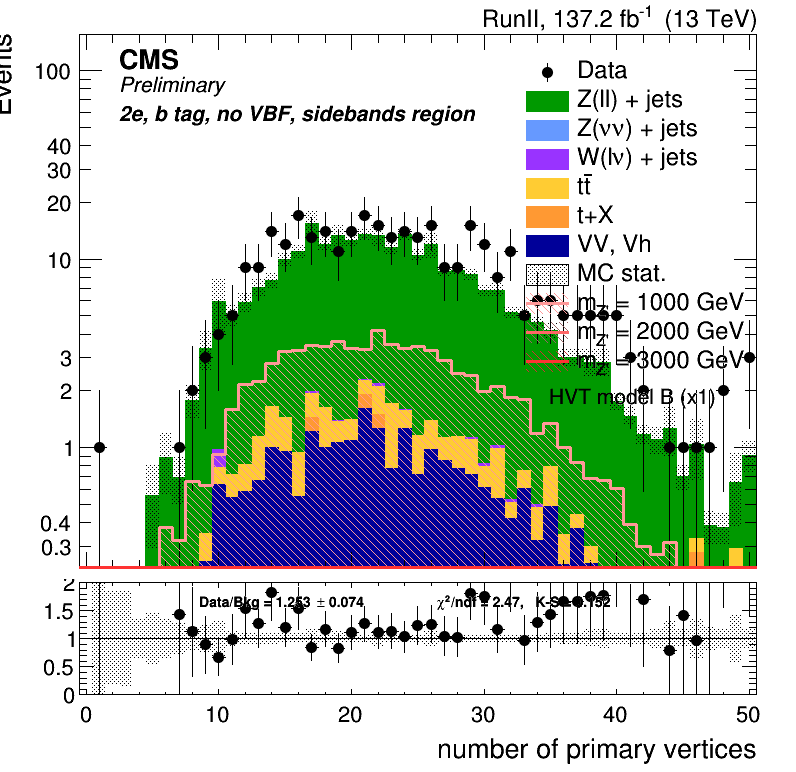 RunII, 137.2 fb⁻¹ (13 TeV)
Events
CMS
Preliminary
2e, b tag, no VBF, sidebands region
Data
Z(ll) + jets
Z(νν) + jets
W(lν) + jets
tt̄
t+X
VV, Vh
MC stat.
m_Z' = 1000 GeV
m_Z' = 2000 GeV
m_Z' = 3000 GeV
HVT model B (x1)
100
40
30
20
10
3
2
1
0.4
0.3
Data/Bkg = 1.253 ± 0.074 χ²/ndf = 2.47, K-S = 0.152
2
1.5
1
0.5
0
0 10 20 30 40 50
number of primary vertices